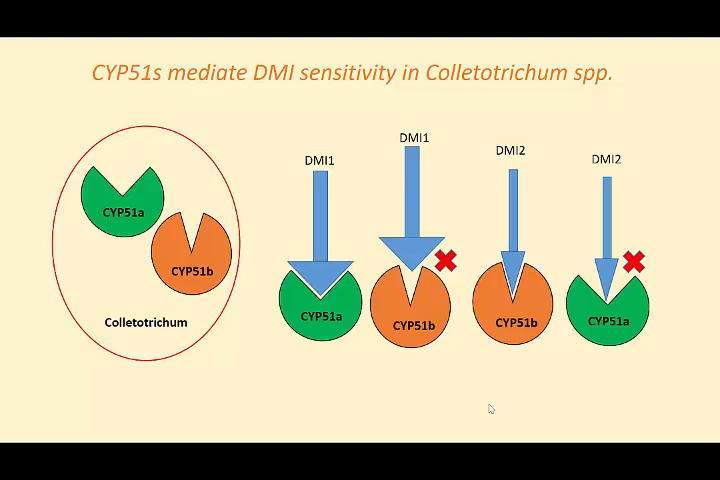 CYP51s mediate DMI sensitivity in Colletotrichum spp.
CYP51a
CYP51b
Colletotrichum
DMI1
CYP51a
DMI1
CYP51b
DMI2
CYP51b
DMI2
CYP51a